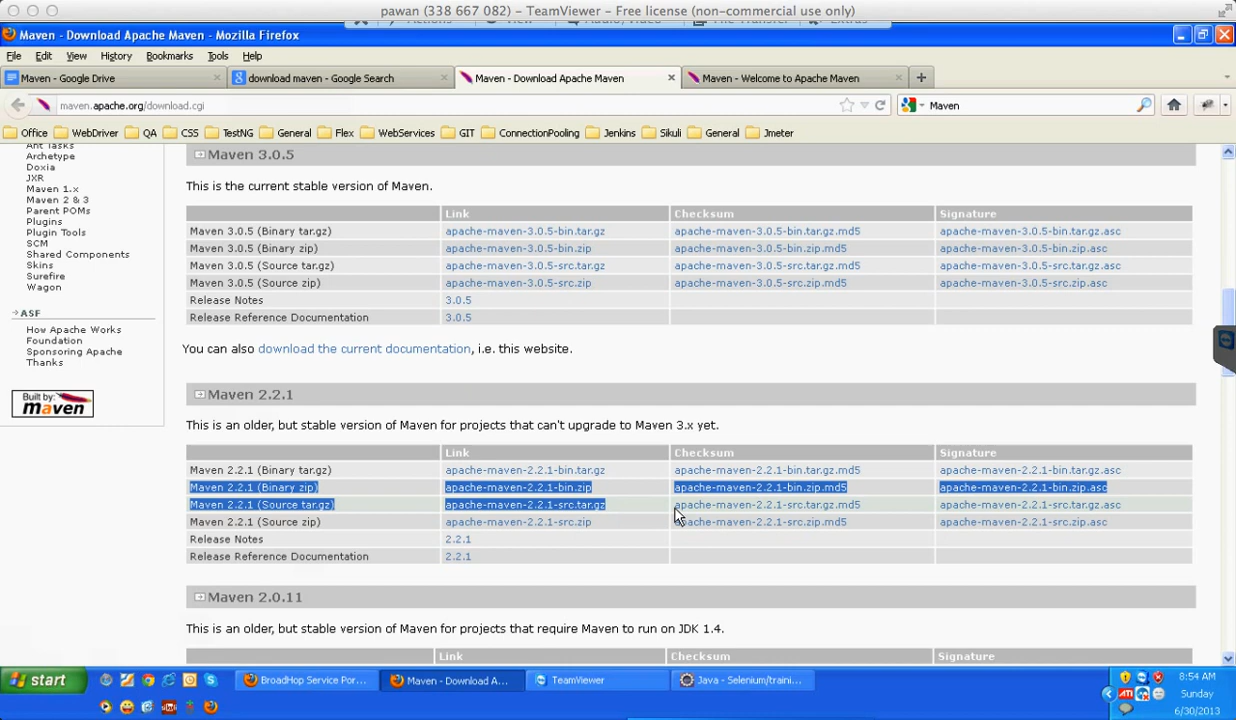 pawan (338 667 082) - TeamViewer - Free license (non-commercial use only)
Maven - Download Apache Maven - Mozilla Firefox
File Edit View History Bookmarks Tools Help
Maven - Google Drive
download maven - Google Search
Maven - Download Apache Maven
Maven - Welcome to Apache Maven
maven.apache.org/download.cgi
Maven
Office WebDriver QA CSS TestNG General Flex WebServices GIT ConnectionPooling Jenkins Sikuli General Jmeter
Ant Tasks
Archetype
Doxia
JXR
Maven 1.x
Maven 2 & 3
Parent POMs
Plugins
Plugin Tools
SCM
Shared Components
Skins
Surefire
Wagon
ASF
How Apache Works
Foundation
Sponsoring Apache
Thanks
Built by:
maven
Maven 3.0.5
This is the current stable version of Maven.
Link Checksum Signature
Maven 3.0.5 (Binary tar.gz) apache-maven-3.0.5-bin.tar.gz apache-maven-3.0.5-bin.tar.gz.md5 apache-maven-3.0.5-bin.tar.gz.asc
Maven 3.0.5 (Binary zip) apache-maven-3.0.5-bin.zip apache-maven-3.0.5-bin.zip.md5 apache-maven-3.0.5-bin.zip.asc
Maven 3.0.5 (Source tar.gz) apache-maven-3.0.5-src.tar.gz apache-maven-3.0.5-src.tar.gz.md5 apache-maven-3.0.5-src.tar.gz.asc
Maven 3.0.5 (Source zip) apache-maven-3.0.5-src.zip apache-maven-3.0.5-src.zip.md5 apache-maven-3.0.5-src.zip.asc
Release Notes 3.0.5
Release Reference Documentation 3.0.5
You can also download the current documentation, i.e. this website.
Maven 2.2.1
This is an older, but stable version of Maven for projects that can't upgrade to Maven 3.x yet.
Link Checksum Signature
Maven 2.2.1 (Binary tar.gz) apache-maven-2.2.1-bin.tar.gz apache-maven-2.2.1-bin.tar.gz.md5 apache-maven-2.2.1-bin.tar.gz.asc
Maven 2.2.1 (Binary zip) apache-maven-2.2.1-bin.zip apache-maven-2.2.1-bin.zip.md5 apache-maven-2.2.1-bin.zip.asc
Maven 2.2.1 (Source tar.gz) apache-maven-2.2.1-src.tar.gz apache-maven-2.2.1-src.tar.gz.md5 apache-maven-2.2.1-src.tar.gz.asc
Maven 2.2.1 (Source zip) apache-maven-2.2.1-src.zip apache-maven-2.2.1-src.zip.md5 apache-maven-2.2.1-src.zip.asc
Release Notes 2.2.1
Release Reference Documentation 2.2.1
Maven 2.0.11
This is an older, but stable version of Maven for projects that require Maven to run on JDK 1.4.
Link Checksum Signature
start
BroadHop Service Por...
Maven - Download A...
TeamViewer
Java - Selenium/traini...
8:54 AM
Sunday
6/30/2013